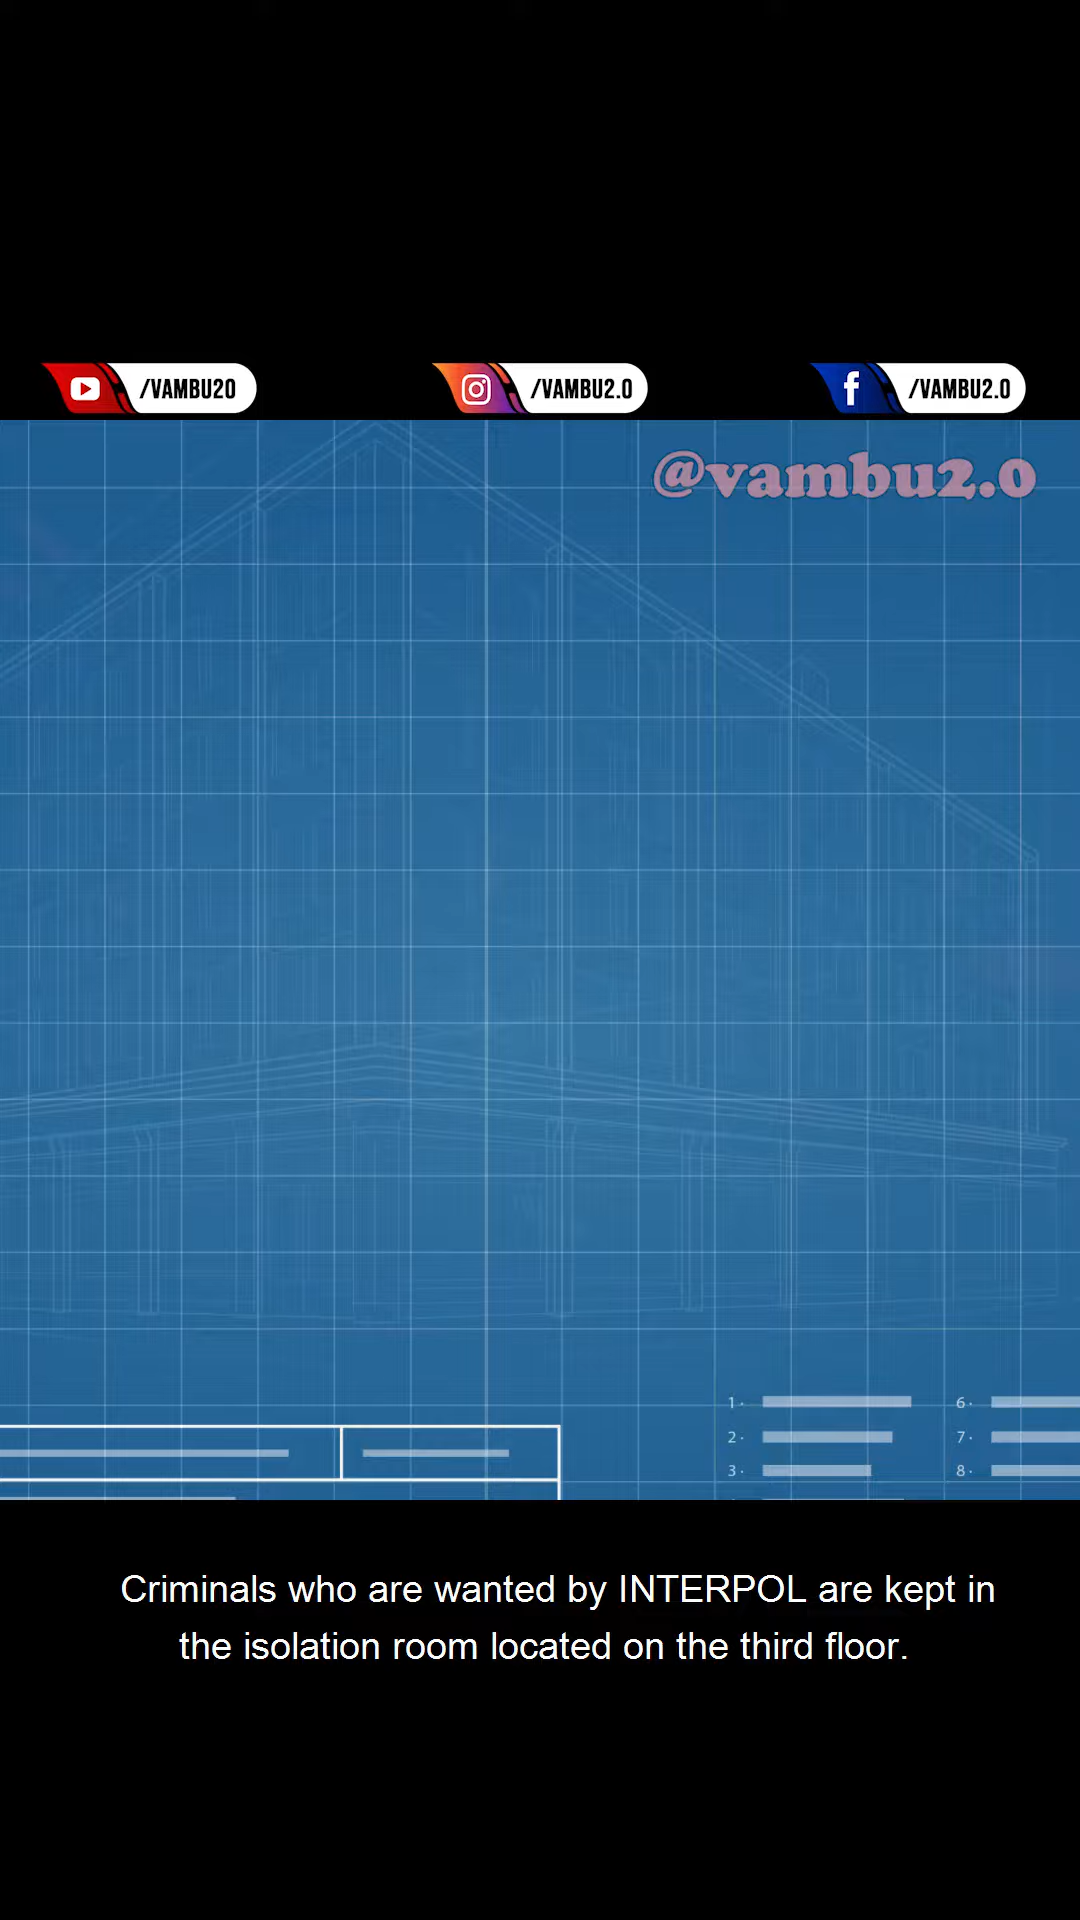 /VAMBU20 /VAMBU2.0 /VAMBU2.0
@vambu2.0
1· 6·
2· 7·
3· 8·
Criminals who are wanted by INTERPOL are kept in
the isolation room located on the third floor.